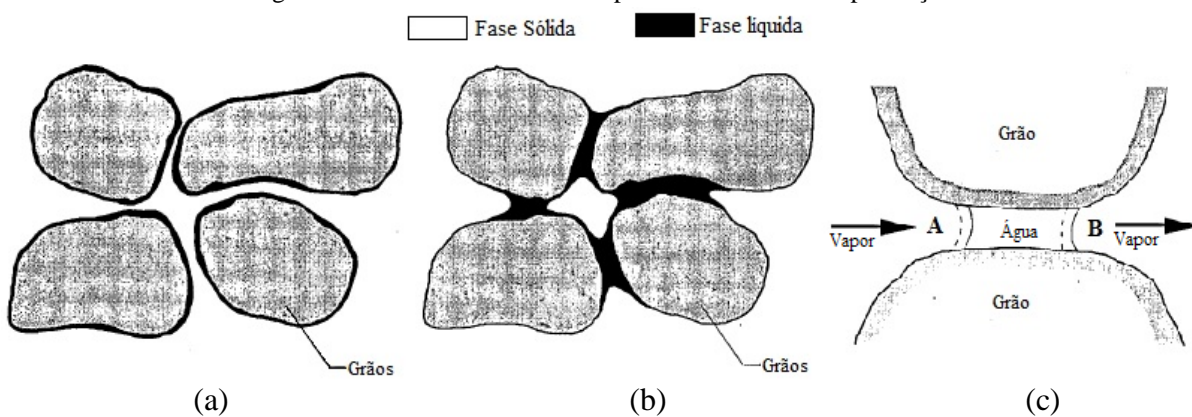 Fase Sólida
Fase liquida
Grãos
Grãos
Grão
Vapor
A
Água
B
Vapor
Grão
(a)
(b)
(c)